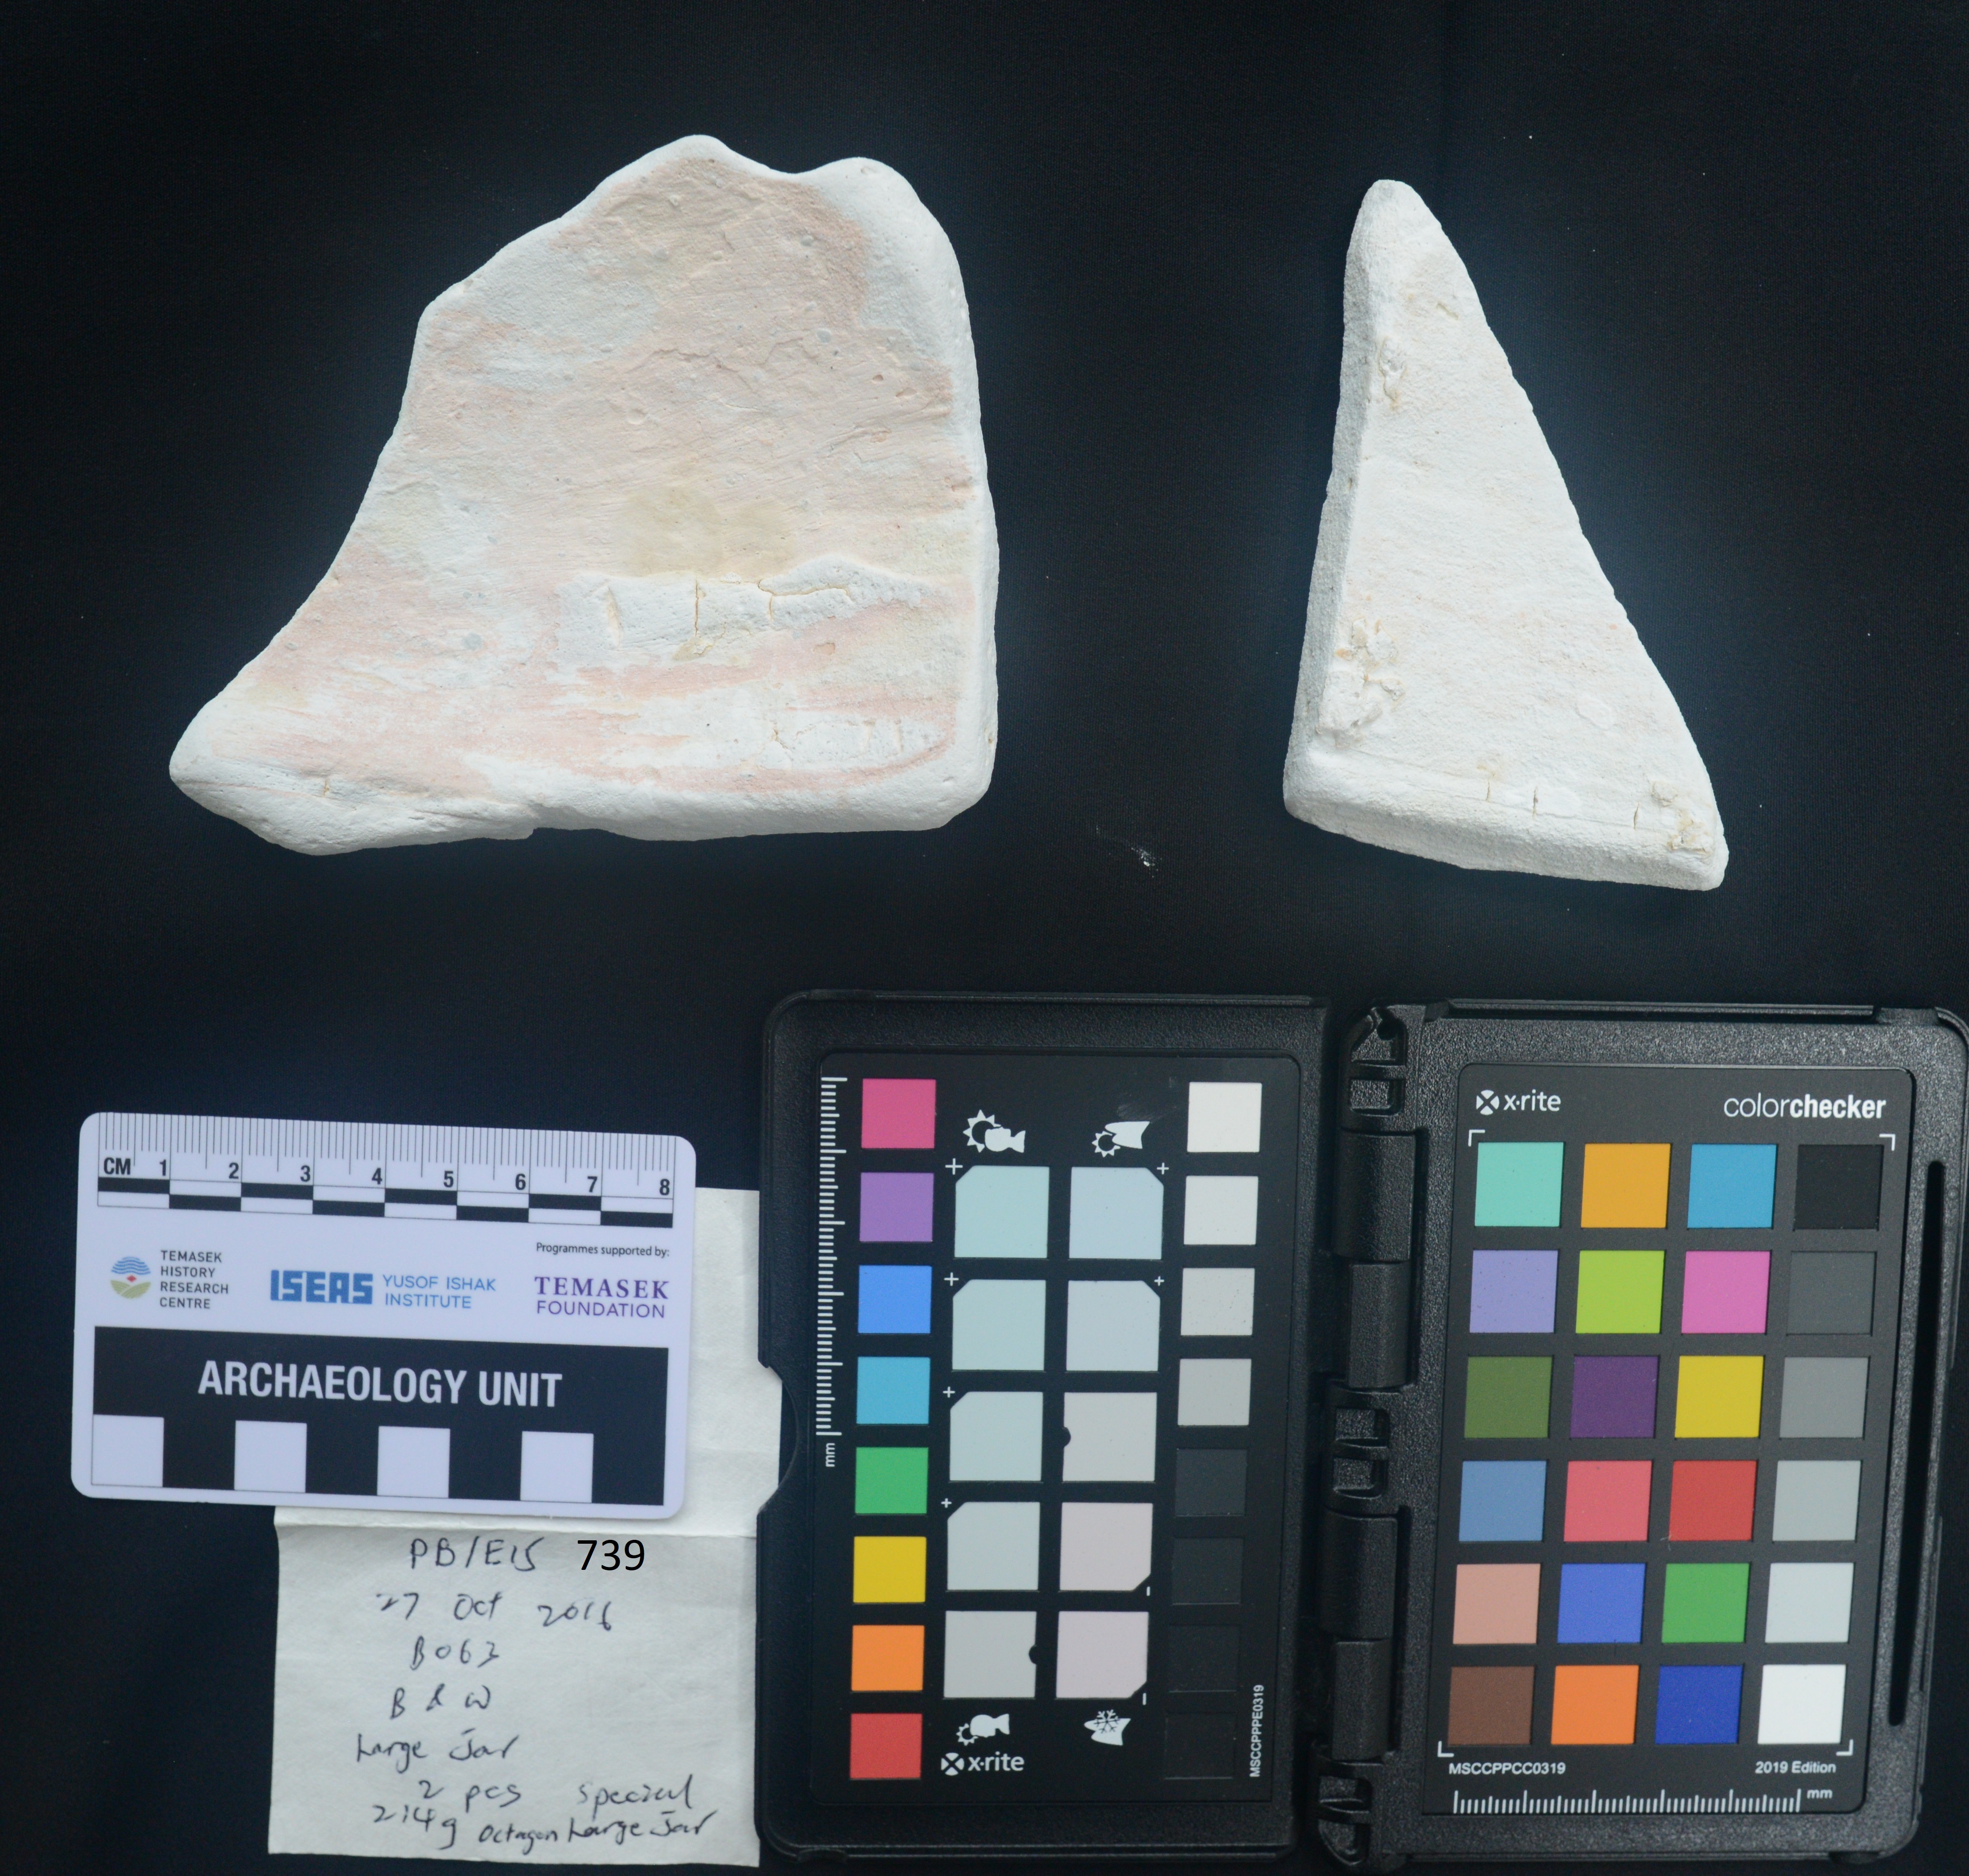 CM 1 2 3 4 5 6 7 8
Programmes supported by:
TEMASEK
HISTORY
RESEARCH
CENTRE
ISEAS YUSOF ISHAK
INSTITUTE
TEMASEK
FOUNDATION
ARCHAEOLOGY UNIT
PB/E15 739
27 Oct 2016
B063
B & W
Large Jar
2 pcs special
214g Octagon Large Jar
mm
x·rite
MSCCPPPE0319
x·rite colorchecker
MSCCPPCC0319 2019 Edition
mm